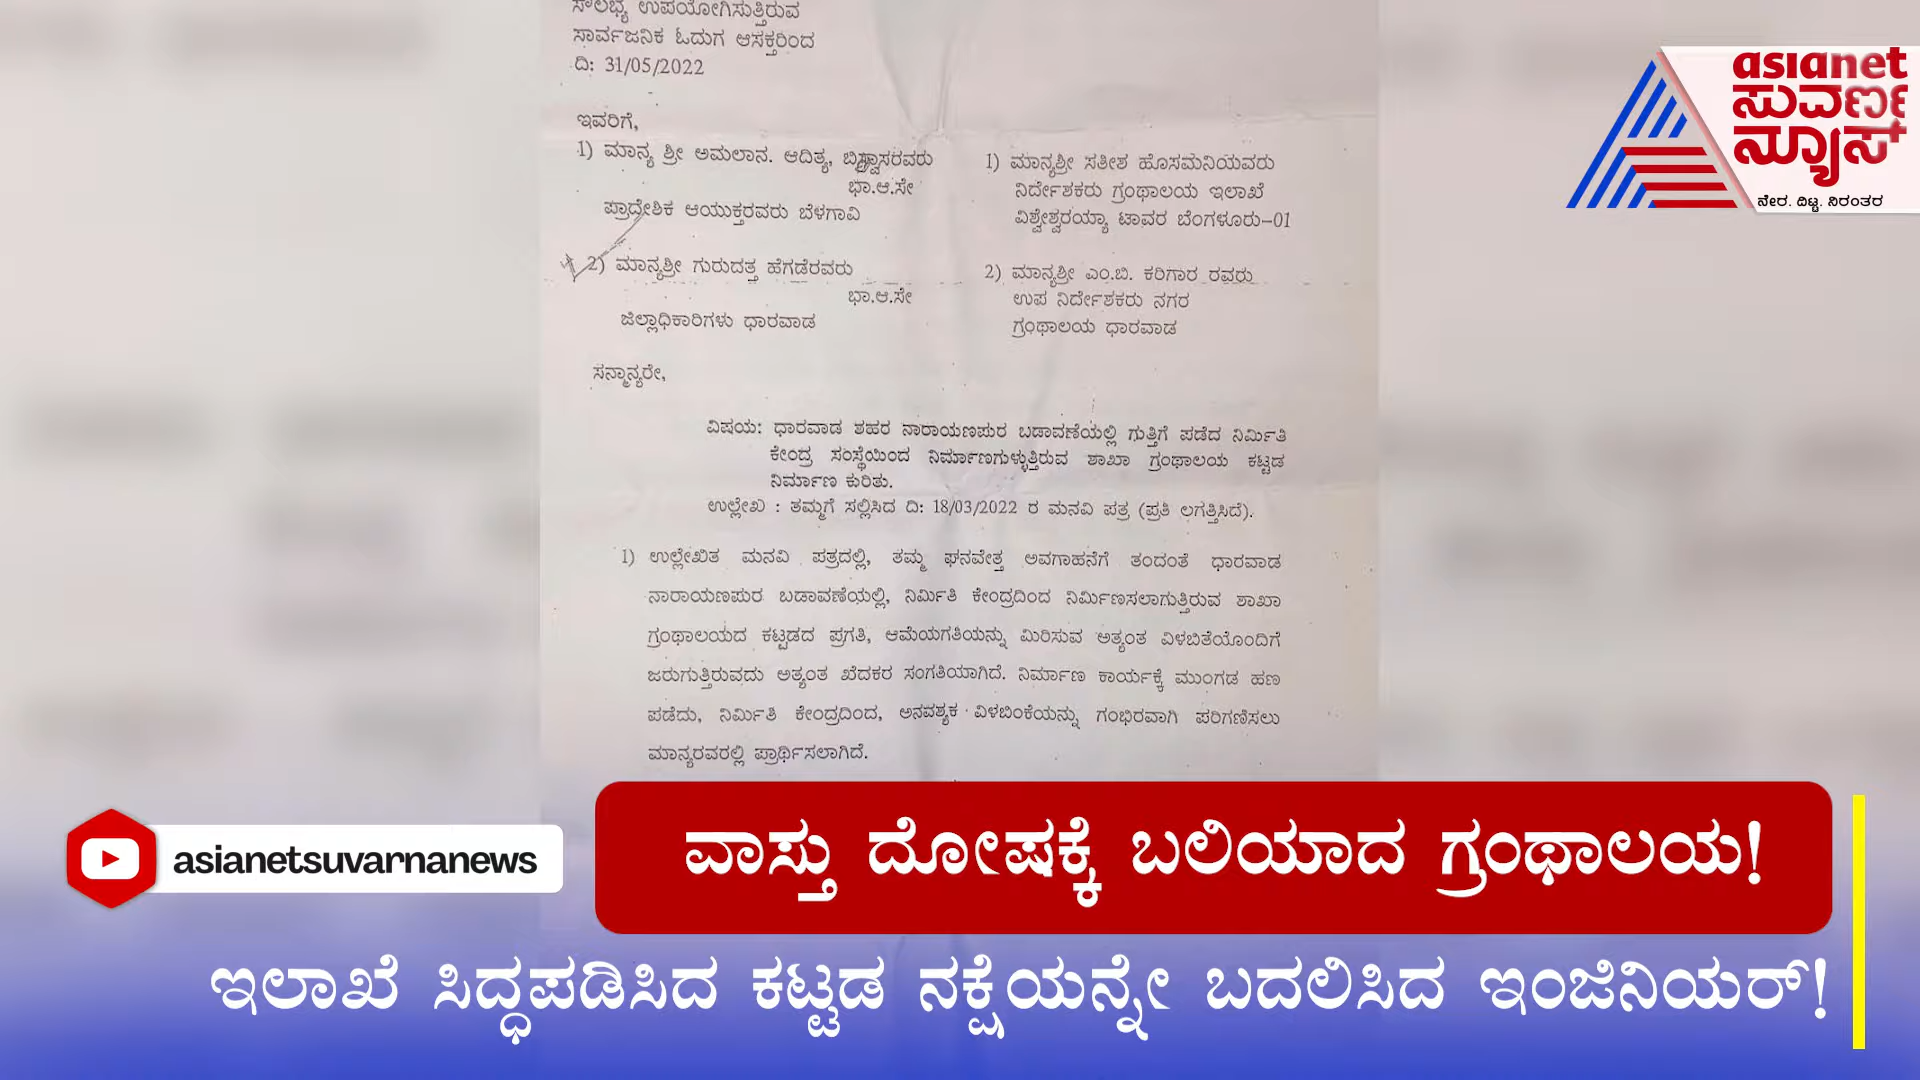 ಸೌಲಭ್ಯ ಉಪಯೋಗಿಸುತ್ತಿರುವ
ಸಾರ್ವಜನಿಕ ಓದುಗ ಆಸಕ್ತರಿಂದ
ದಿ: 31/05/2022
ಇವರಿಗೆ,
1) ಮಾನ್ಯ ಶ್ರೀ ಅಮಲಾನ. ಆದಿತ್ಯ,
ಭಾ.ಆ.ಸೇ
ಪ್ರಾದೇಶಿಕ ಆಯುಕ್ತರವರು ಬೆಳಗಾವಿ
2) ಮಾನ್ಯಶ್ರೀ ಗುರುದತ್ತ ಹೆಗಡೆರವರು
ಭಾ.ಆ.ಸೇ
ಜಿಲ್ಲಾಧಿಕಾರಿಗಳು ಧಾರವಾಡ
1) ಮಾನ್ಯಶ್ರೀ ಸತೀಶ ಹೊಸಮನಿಯವರು
ನಿರ್ದೇಶಕರು ಗ್ರಂಥಾಲಯ ಇಲಾಖೆ
ವಿಶ್ವೇಶ್ವರಯ್ಯಾ ಟಾವರ ಬೆಂಗಳೂರು-01
2) ಮಾನ್ಯಶ್ರೀ ಎಂ.ಬಿ. ಕರಿಗಾರ ರವರು
ಉಪ ನಿರ್ದೇಶಕರು ನಗರ
ಗ್ರಂಥಾಲಯ ಧಾರವಾಡ
ಸನ್ಮಾನ್ಯರೇ,
ವಿಷಯ: ಧಾರವಾಡ ಶಹರ ನಾರಾಯಣಪುರ ಬಡಾವಣೆಯಲ್ಲಿ ಗುತ್ತಿಗೆ ಪಡೆದ ನಿರ್ಮಿತಿ
ಕೇಂದ್ರ ಸಂಸ್ಥೆಯಿಂದ ನಿರ್ಮಾಣಗುಳ್ಳುತ್ತಿರುವ ಶಾಖಾ ಗ್ರಂಥಾಲಯ ಕಟ್ಟಡ
ನಿರ್ಮಾಣ ಕುರಿತು.
ಉಲ್ಲೇಖ : ತಮ್ಮಗೆ ಸಲ್ಲಿಸಿದ ದಿ: 18/03/2022 ರ ಮನವಿ ಪತ್ರ (ಪ್ರತಿ ಲಗತ್ತಿಸಿದೆ).
1) ಉಲ್ಲೇಖಿತ ಮನವಿ ಪತ್ರದಲ್ಲಿ, ತಮ್ಮ ಘನವೇತ್ತ ಅವಗಾಹನೆಗೆ ತಂದಂತೆ ಧಾರವಾಡ
ನಾರಾಯಣಪುರ ಬಡಾವಣೆಯಲ್ಲಿ, ನಿರ್ಮಿತಿ ಕೇಂದ್ರದಿಂದ ನಿರ್ಮಿಣಸಲಾಗುತ್ತಿರುವ ಶಾಖಾ
ಗ್ರಂಥಾಲಯದ ಕಟ್ಟಡದ ಪ್ರಗತಿ, ಆಮೆಯಗತಿಯನ್ನು ಮಿರಿಸುವ ಅತ್ಯಂತ ವಿಳಬಿತೆಯೊಂದಿಗೆ
ಜರುಗುತ್ತಿರುವದು ಅತ್ಯಂತ ಖೆದಕರ ಸಂಗತಿಯಾಗಿದೆ. ನಿರ್ಮಾಣ ಕಾರ್ಯಕ್ಕೆ ಮುಂಗಡ ಹಣ
ಪಡೆದು, ನಿರ್ಮಿತಿ ಕೇಂದ್ರದಿಂದ, ಅನವಶ್ಯಕ ವಿಳಬಿಂಕೆಯನ್ನು ಗಂಭಿರವಾಗಿ ಪರಿಗಣಿಸಲು
ಮಾನ್ಯರವರಲ್ಲಿ ಪ್ರಾರ್ಥಿಸಲಾಗಿದೆ.
asianet
ಸುವರ್ಣ
ನ್ಯೂಸ್
ನೇರ. ದಿಟ್ಟ. ನಿರಂತರ
asianetsuvarnanews
ವಾಸ್ತು ದೋಷಕ್ಕೆ ಬಲಿಯಾದ ಗ್ರಂಥಾಲಯ!
ಇಲಾಖೆ ಸಿದ್ಧಪಡಿಸಿದ ಕಟ್ಟಡ ನಕ್ಷೆಯನ್ನೇ ಬದಲಿಸಿದ ಇಂಜಿನಿಯರ್!